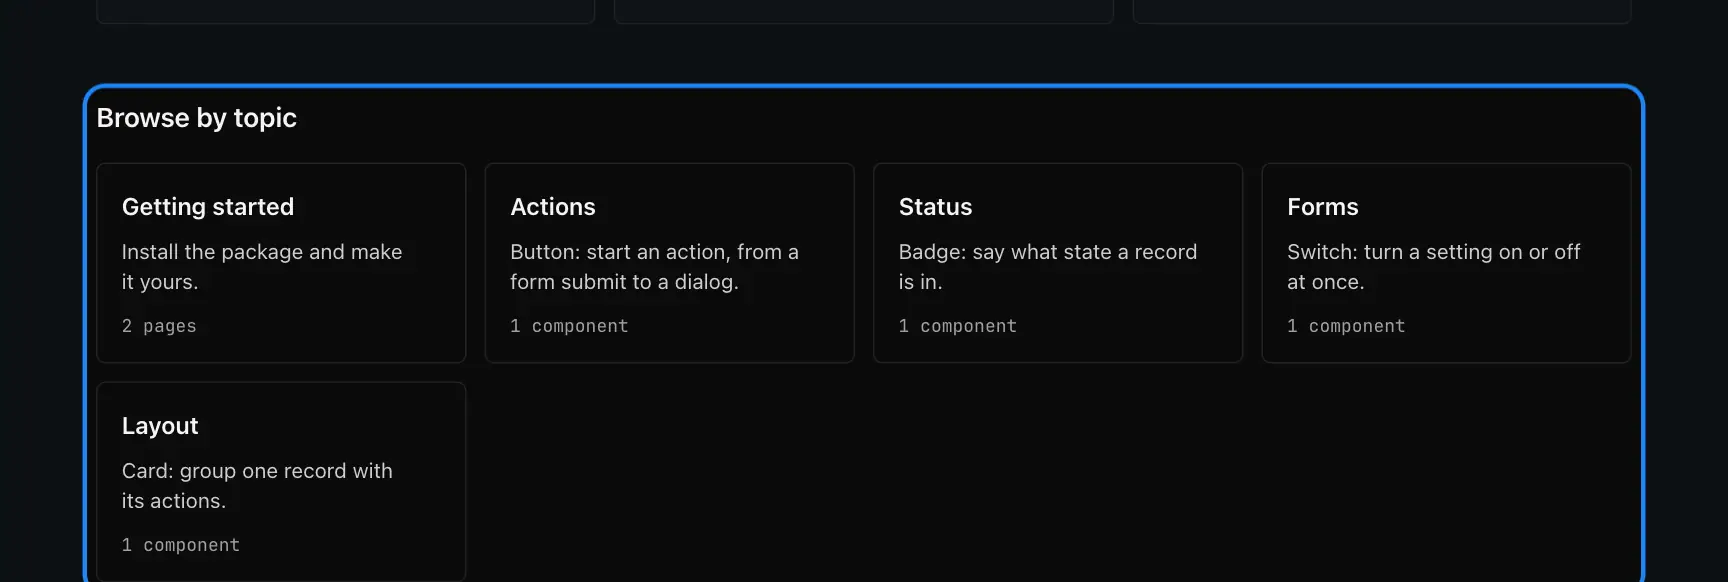 Browse by topic
Getting started
Install the package and make
it yours.
2 pages
Actions
Button: start an action, from a
form submit to a dialog.
1 component
Status
Badge: say what state a record
is in.
1 component
Forms
Switch: turn a setting on or off
at once.
1 component
Layout
Card: group one record with
its actions.
1 component